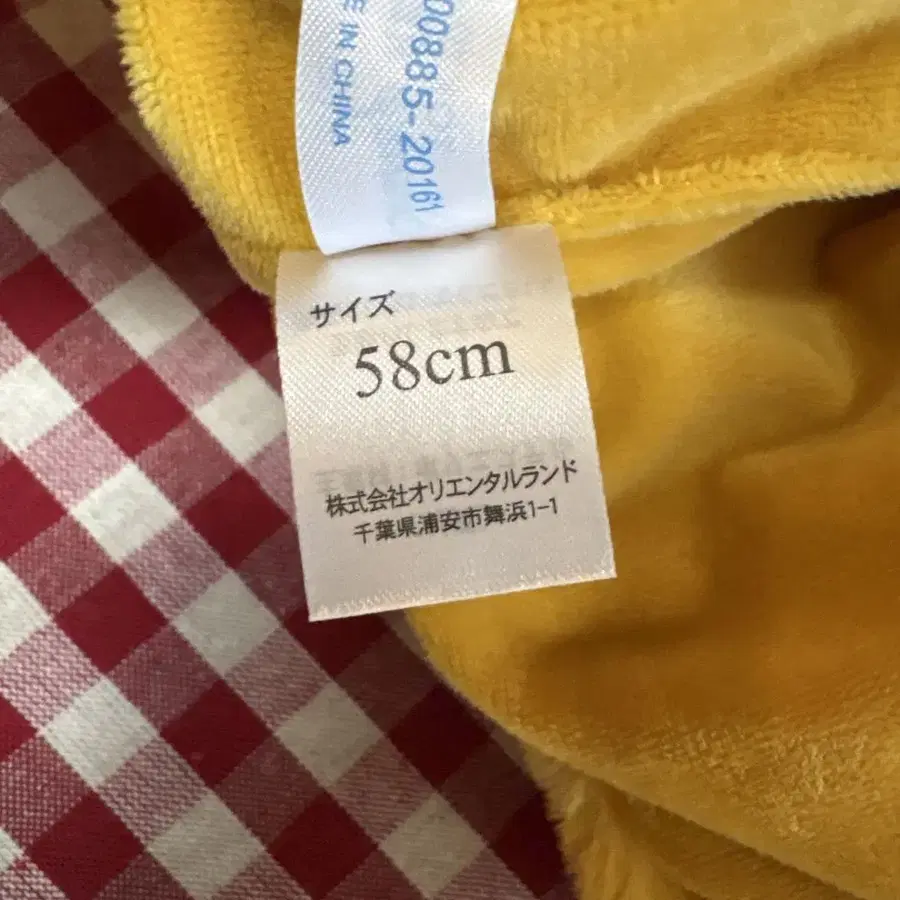 00885-20161
E IN CHINA
サイズ
58cm
株式会社オリエンタルランド
千葉県浦安市舞浜1-1